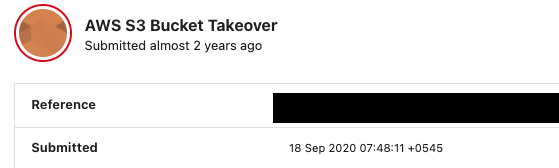 AWS S3 Bucket Takeover
Submitted almost 2 years ago
Reference
Submitted 18 Sep 2020 07:48:11 +0545